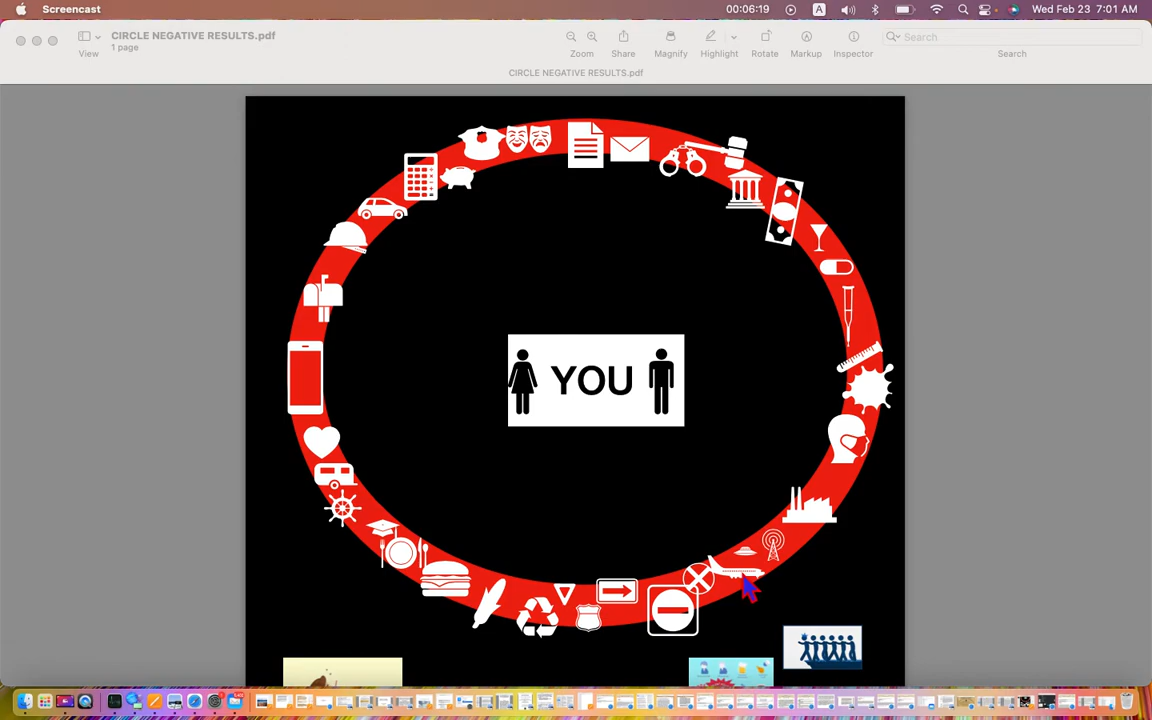 Screencast
00:06:19
A
Wed Feb 23 7:01 AM
CIRCLE NEGATIVE RESULTS.pdf
1 page
View
Zoom
Share
Magnify
Highlight
Rotate
Markup
Inspector
Search
Search
CIRCLE NEGATIVE RESULTS.pdf
YOU